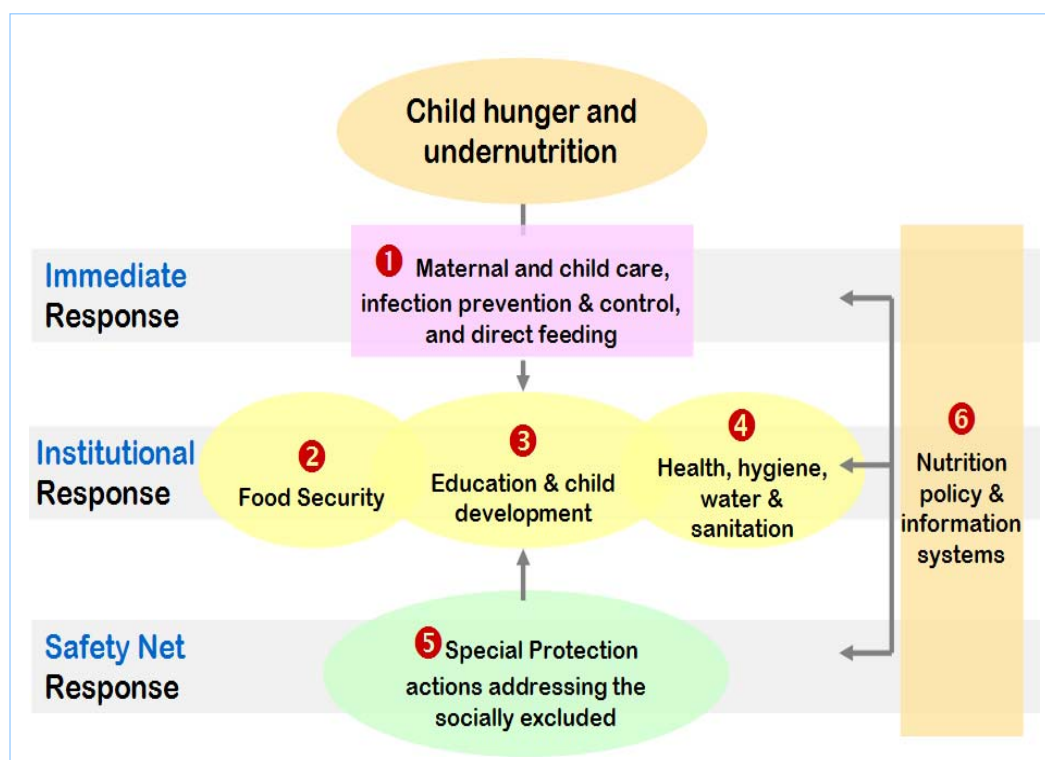 Child hunger and
undernutrition
Immediate
Response
1 Maternal and child care,
infection prevention & control,
and direct feeding
Institutional
Response
2
Food Security
3
Education & child
development
4
Health, hygiene,
water &
sanitation
6
Nutrition
policy &
information
systems
Safety Net
Response
5 Special Protection
actions addressing the
socially excluded